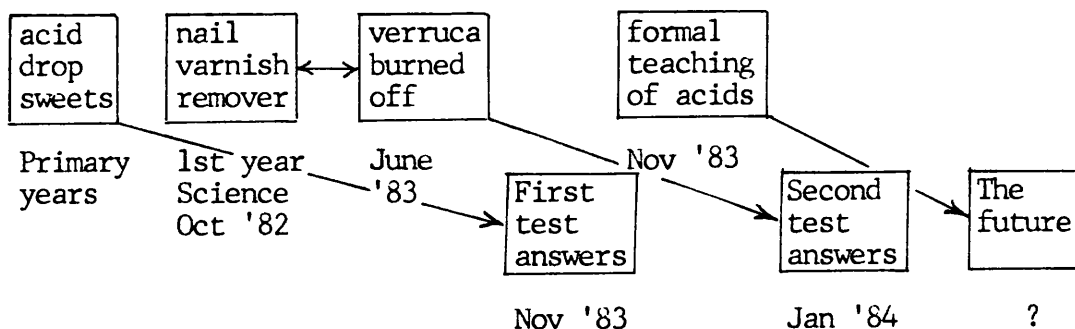 acid
drop
sweets
nail
varnish
remover
verruca
burned
off
formal
teaching
of acids
Primary
years
1st year
Science
Oct '82
June
'83
Nov '83
First
test
answers
Second
test
answers
The
future
Nov '83
Jan '84
?